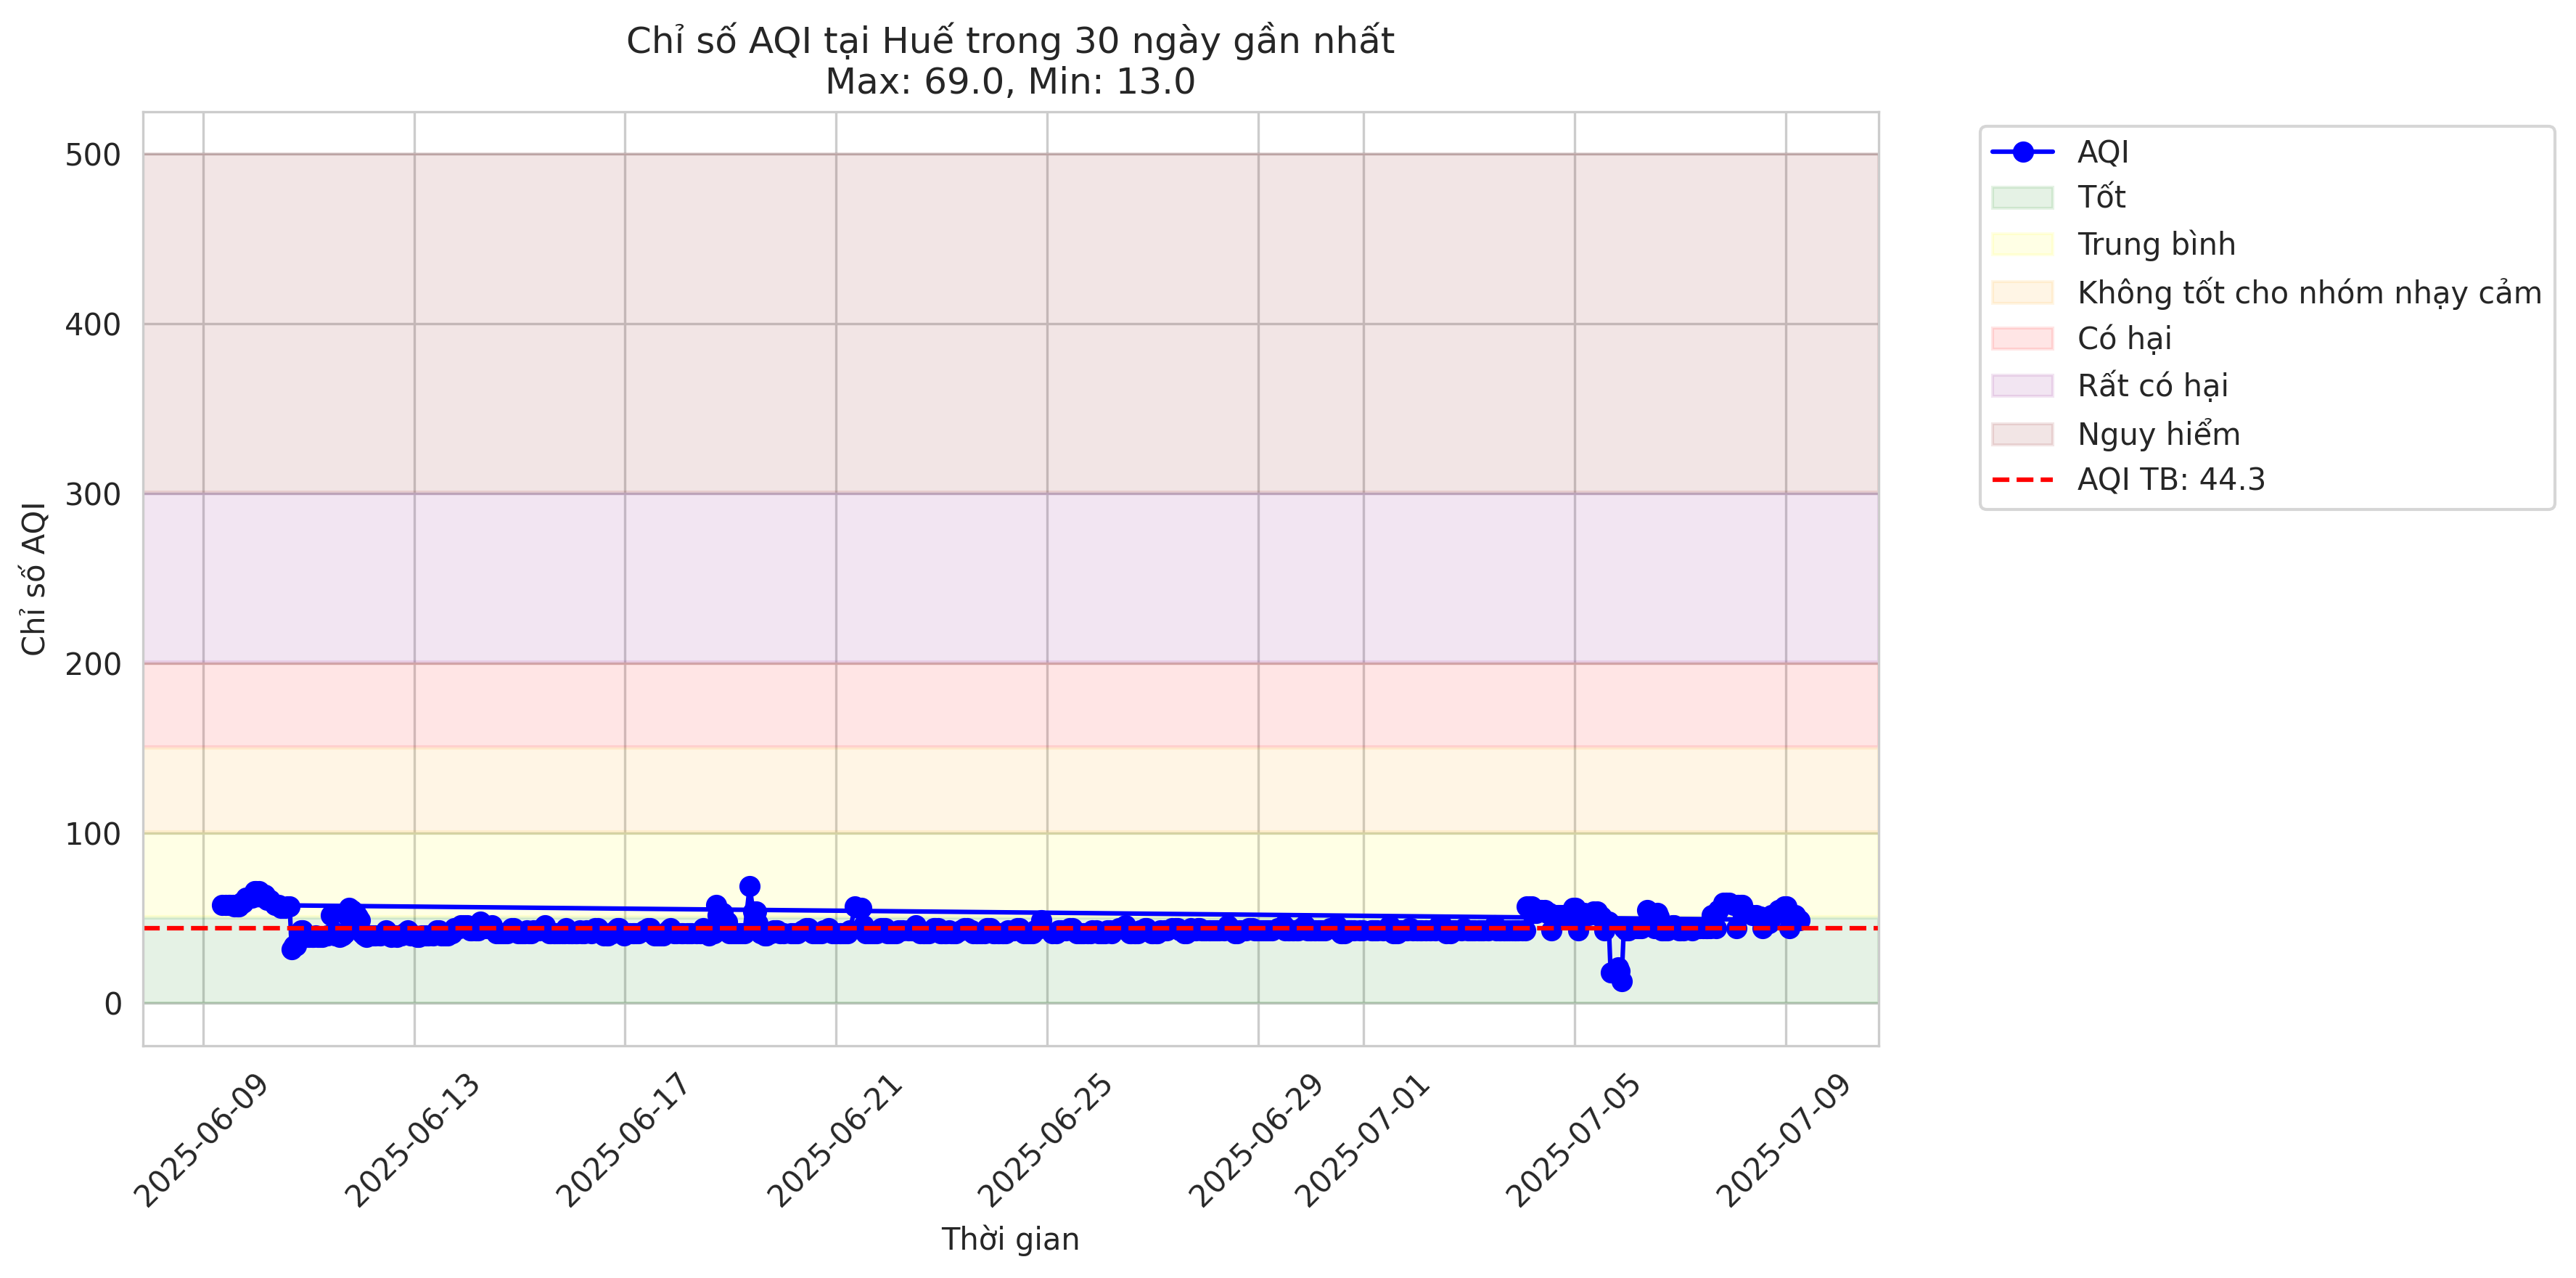 Chỉ số AQI tại Huế trong 30 ngày gần nhất
Max: 69.0, Min: 13.0
Chỉ số AQI
500
400
300
200
100
0
2025-06-09
2025-06-13
2025-06-17
2025-06-21
2025-06-25
2025-06-29
2025-07-01
2025-07-05
2025-07-09
Thời gian
AQI
Tốt
Trung bình
Không tốt cho nhóm nhạy cảm
Có hại
Rất có hại
Nguy hiểm
AQI TB: 44.3